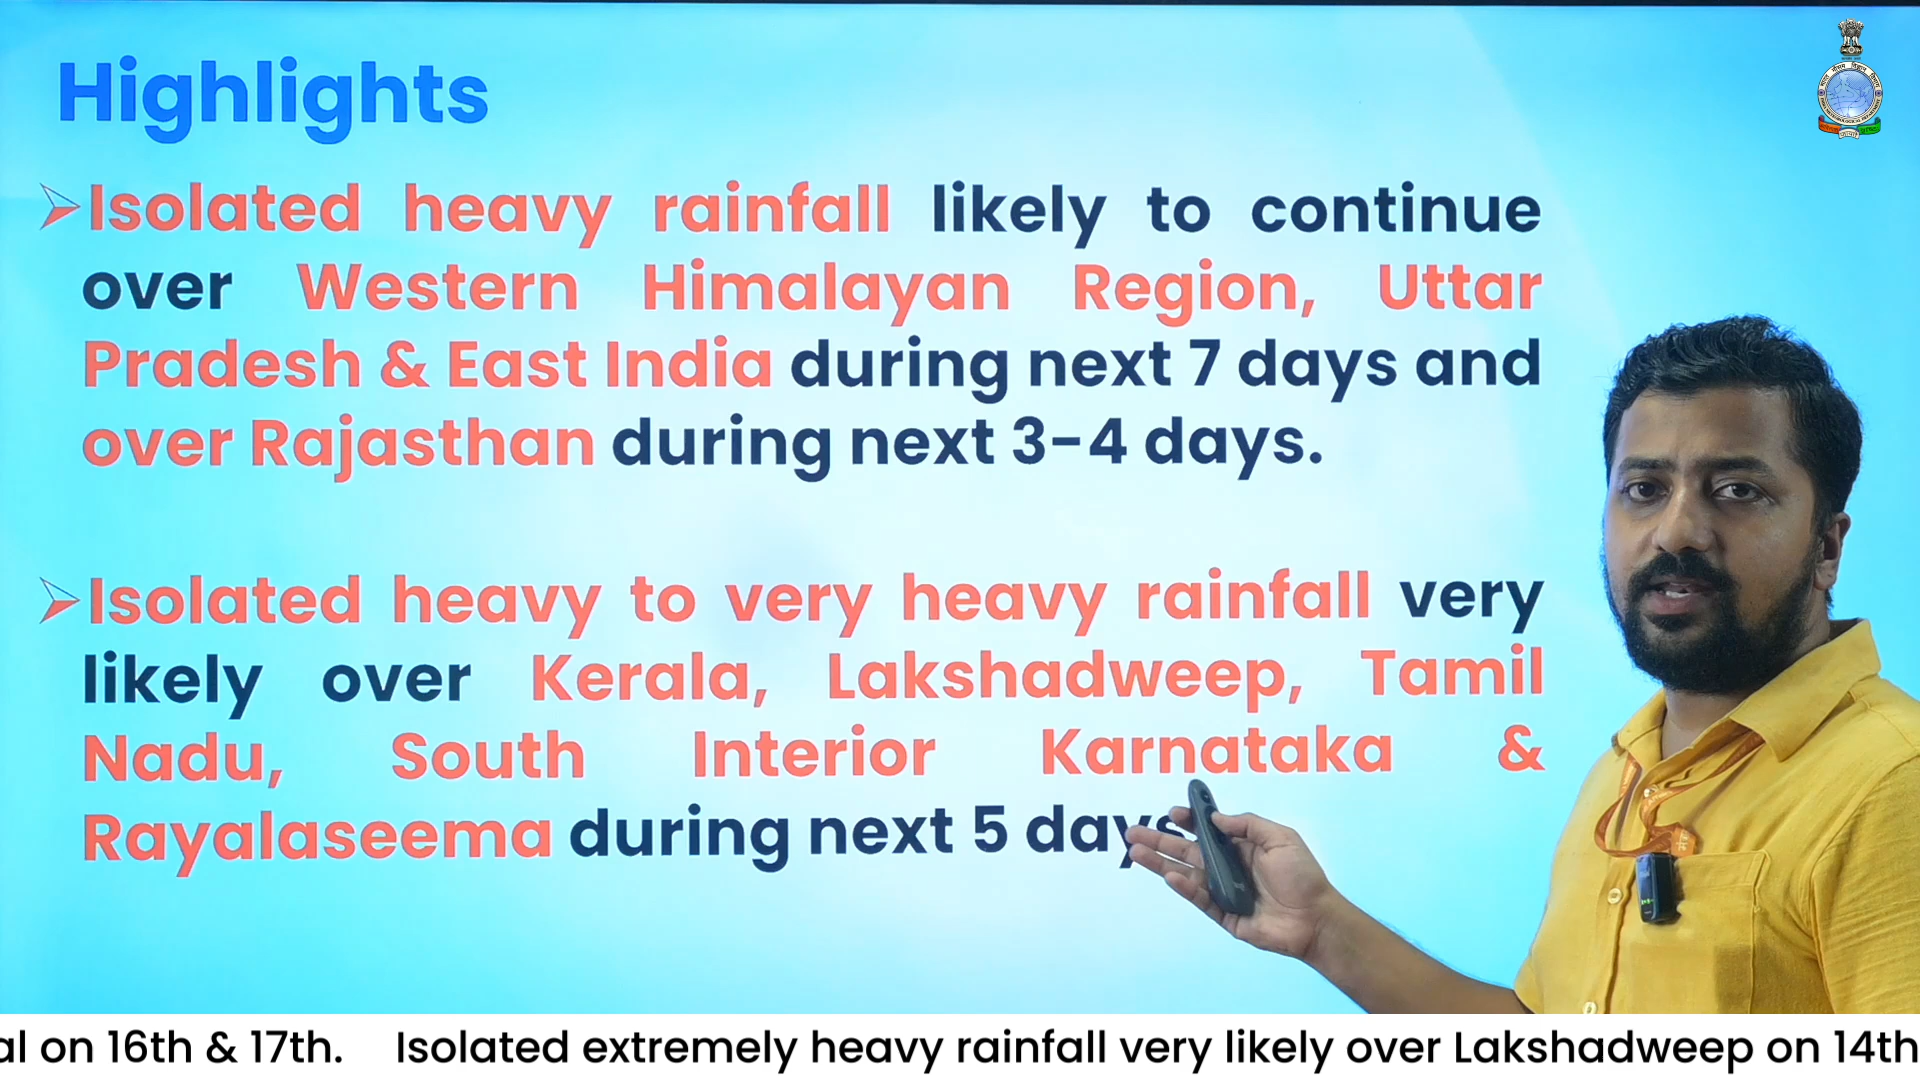 Highlights
Isolated heavy rainfall likely to continue
over Western Himalayan Region, Uttar
Pradesh & East India during next 7 days and
over Rajasthan during next 3-4 days.
Isolated heavy to very heavy rainfall very
likely over Kerala, Lakshadweep, Tamil
Nadu, South Interior Karnataka &
Rayalaseema during next 5 days
al on 16th & 17th. Isolated extremely heavy rainfall very likely over Lakshadweep on 14th